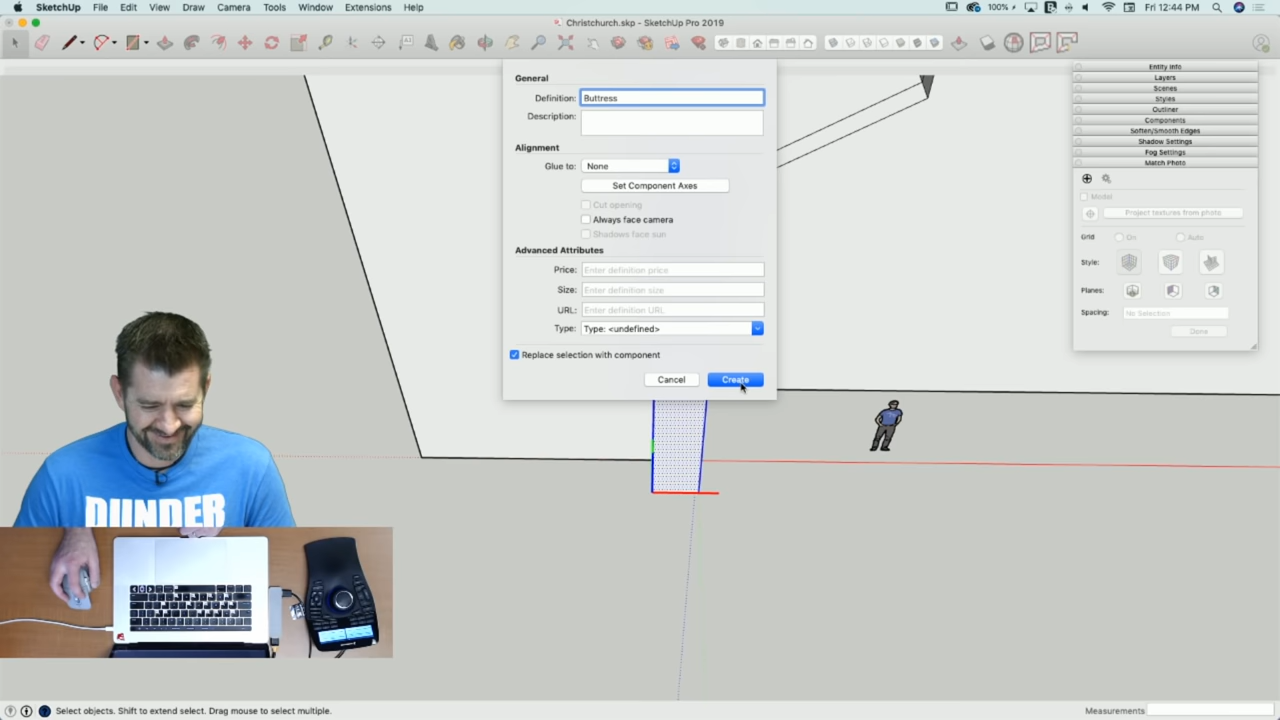 SketchUp File Edit View Draw Camera Tools Window Extensions Help 100% Fri 12:44 PM
Christchurch.skp - SketchUp Pro 2019
General
Definition: Buttress
Description:
Alignment
Glue to: None
Set Component Axes
Cut opening
Always face camera
Shadows face sun
Advanced Attributes
Price: Enter definition price
Size: Enter definition size
URL: Enter definition URL
Type: Type: <undefined>
Replace selection with component
Cancel Create
Entity Info
Layers
Scenes
Styles
Outliner
Components
Soften/Smooth Edges
Shadow Settings
Fog Settings
Match Photo
Model
Project textures from photo
Grid On Auto
Style:
Planes:
Spacing: No Selection
Done
DUNDER
Select objects. Shift to extend select. Drag mouse to select multiple. Measurements